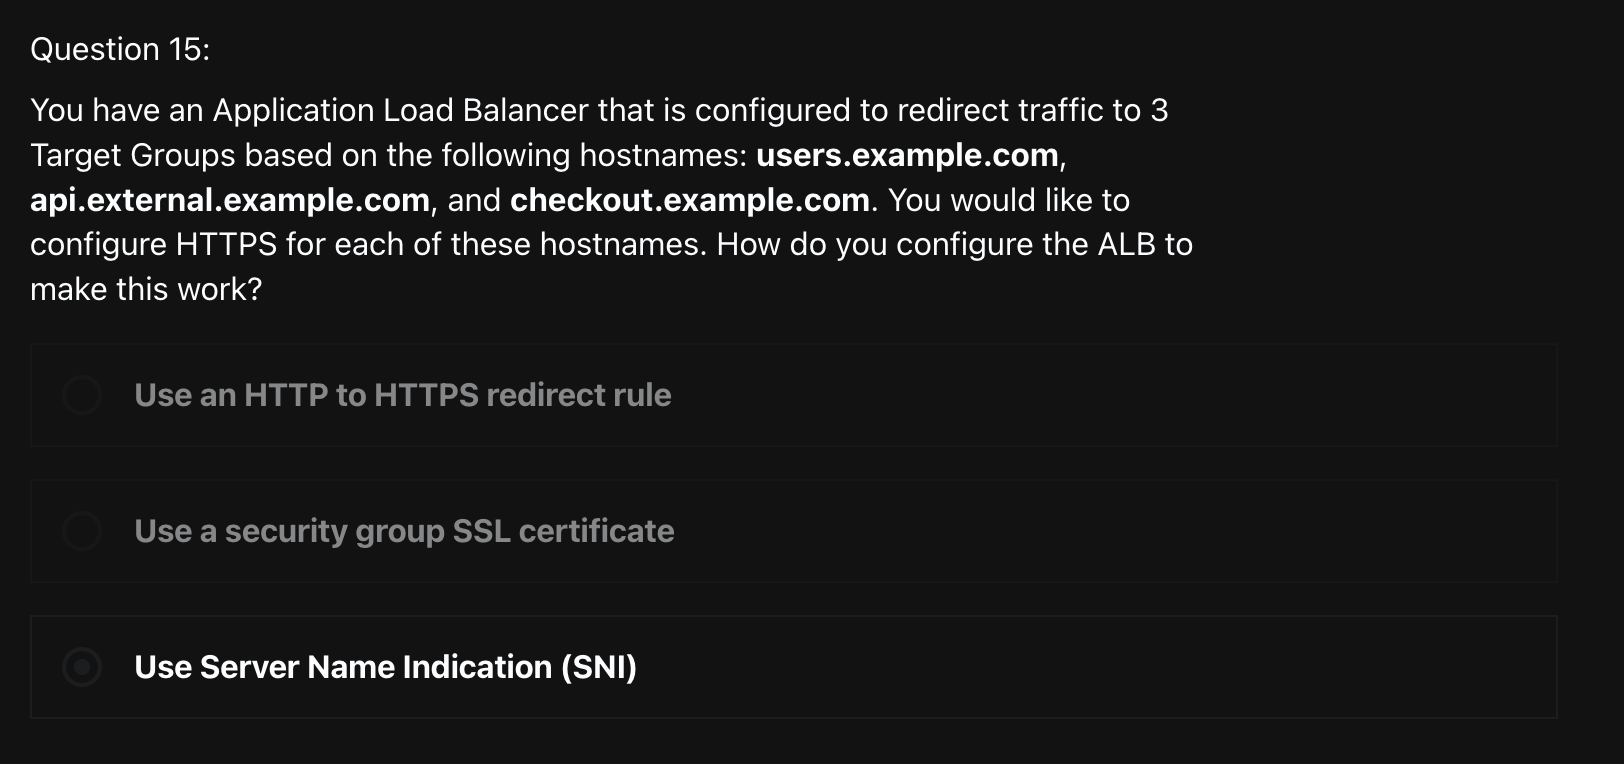 Question 15:
You have an Application Load Balancer that is configured to redirect traffic to 3
Target Groups based on the following hostnames: users.example.com,
api.external.example.com, and checkout.example.com. You would like to
configure HTTPS for each of these hostnames. How do you configure the ALB to
make this work?
Use an HTTP to HTTPS redirect rule
Use a security group SSL certificate
Use Server Name Indication (SNI)